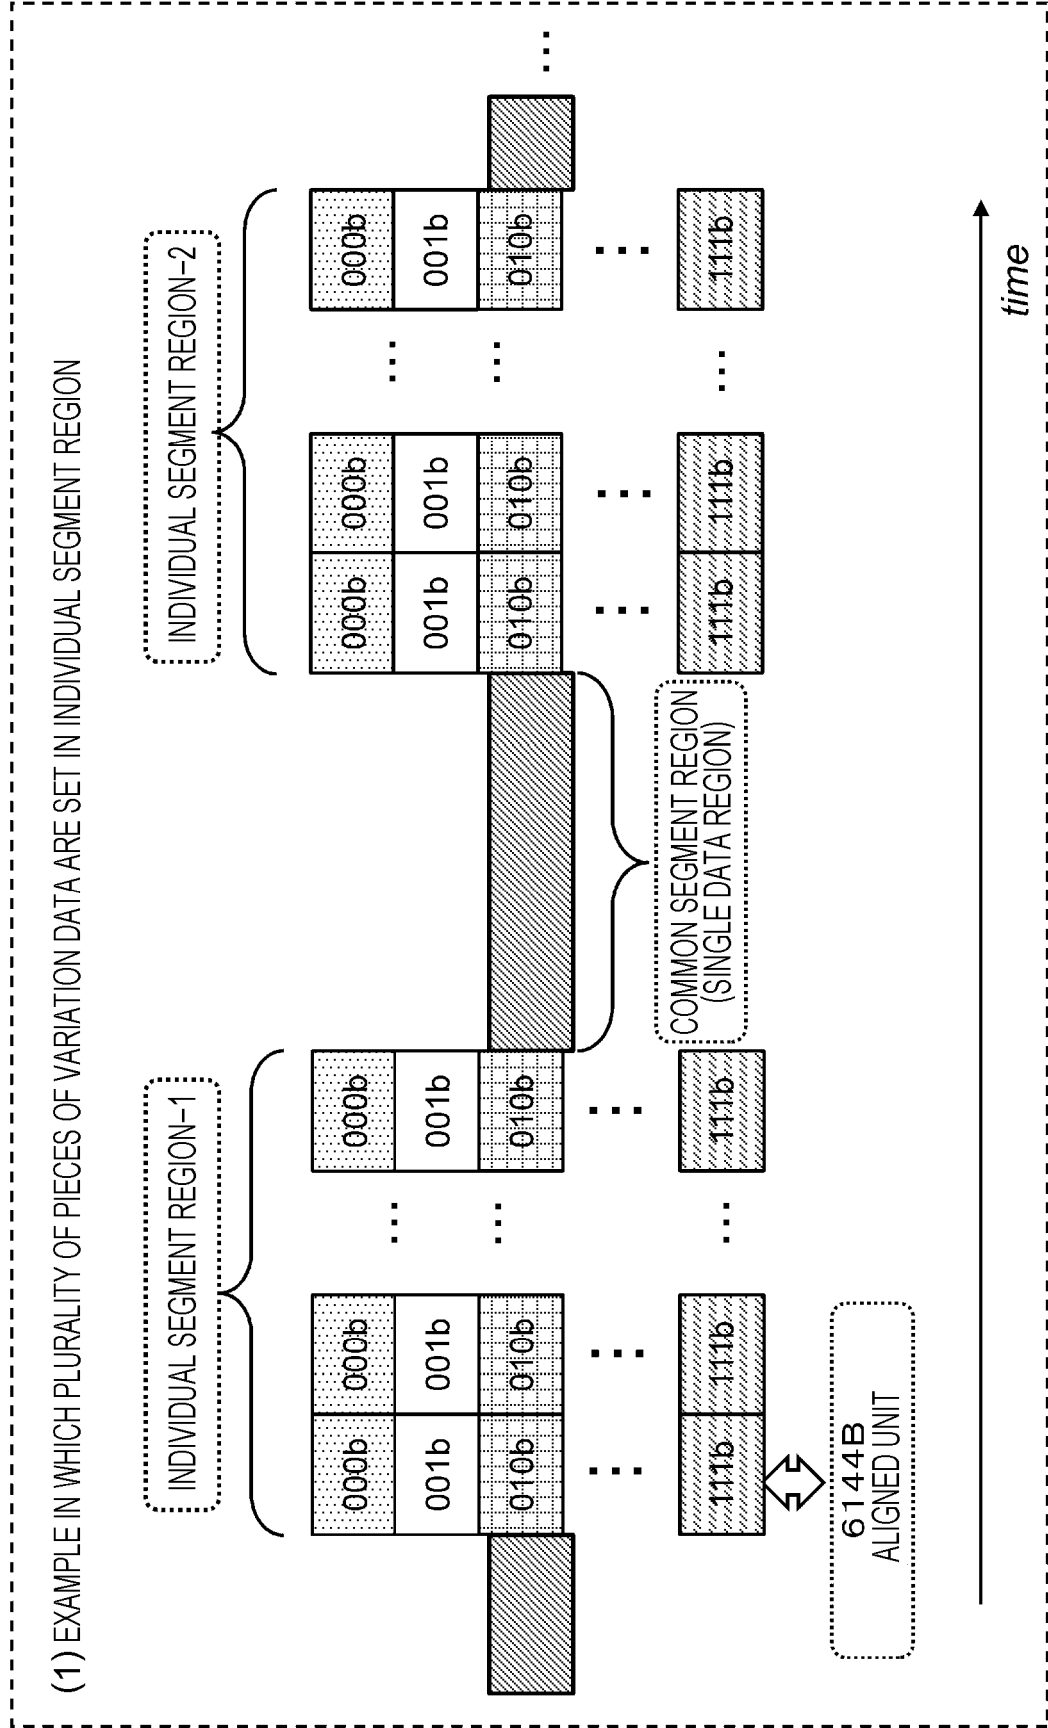 (1) EXAMPLE IN WHICH PLURALITY OF PIECES OF VARIATION DATA ARE SET IN INDIVIDUAL SEGMENT REGION
INDIVIDUAL SEGMENT REGION-1
INDIVIDUAL SEGMENT REGION-2
000b 000b ... 000b 000b 000b ... 000b
001b 001b 001b 001b 001b 001b
010b 010b ... 010b 010b 010b ... 010b ...
... ... ... ... ... ...
111b 111b ... 111b 111b 111b ... 111b
COMMON SEGMENT REGION
(SINGLE DATA REGION)
6144B
ALIGNED UNIT
time